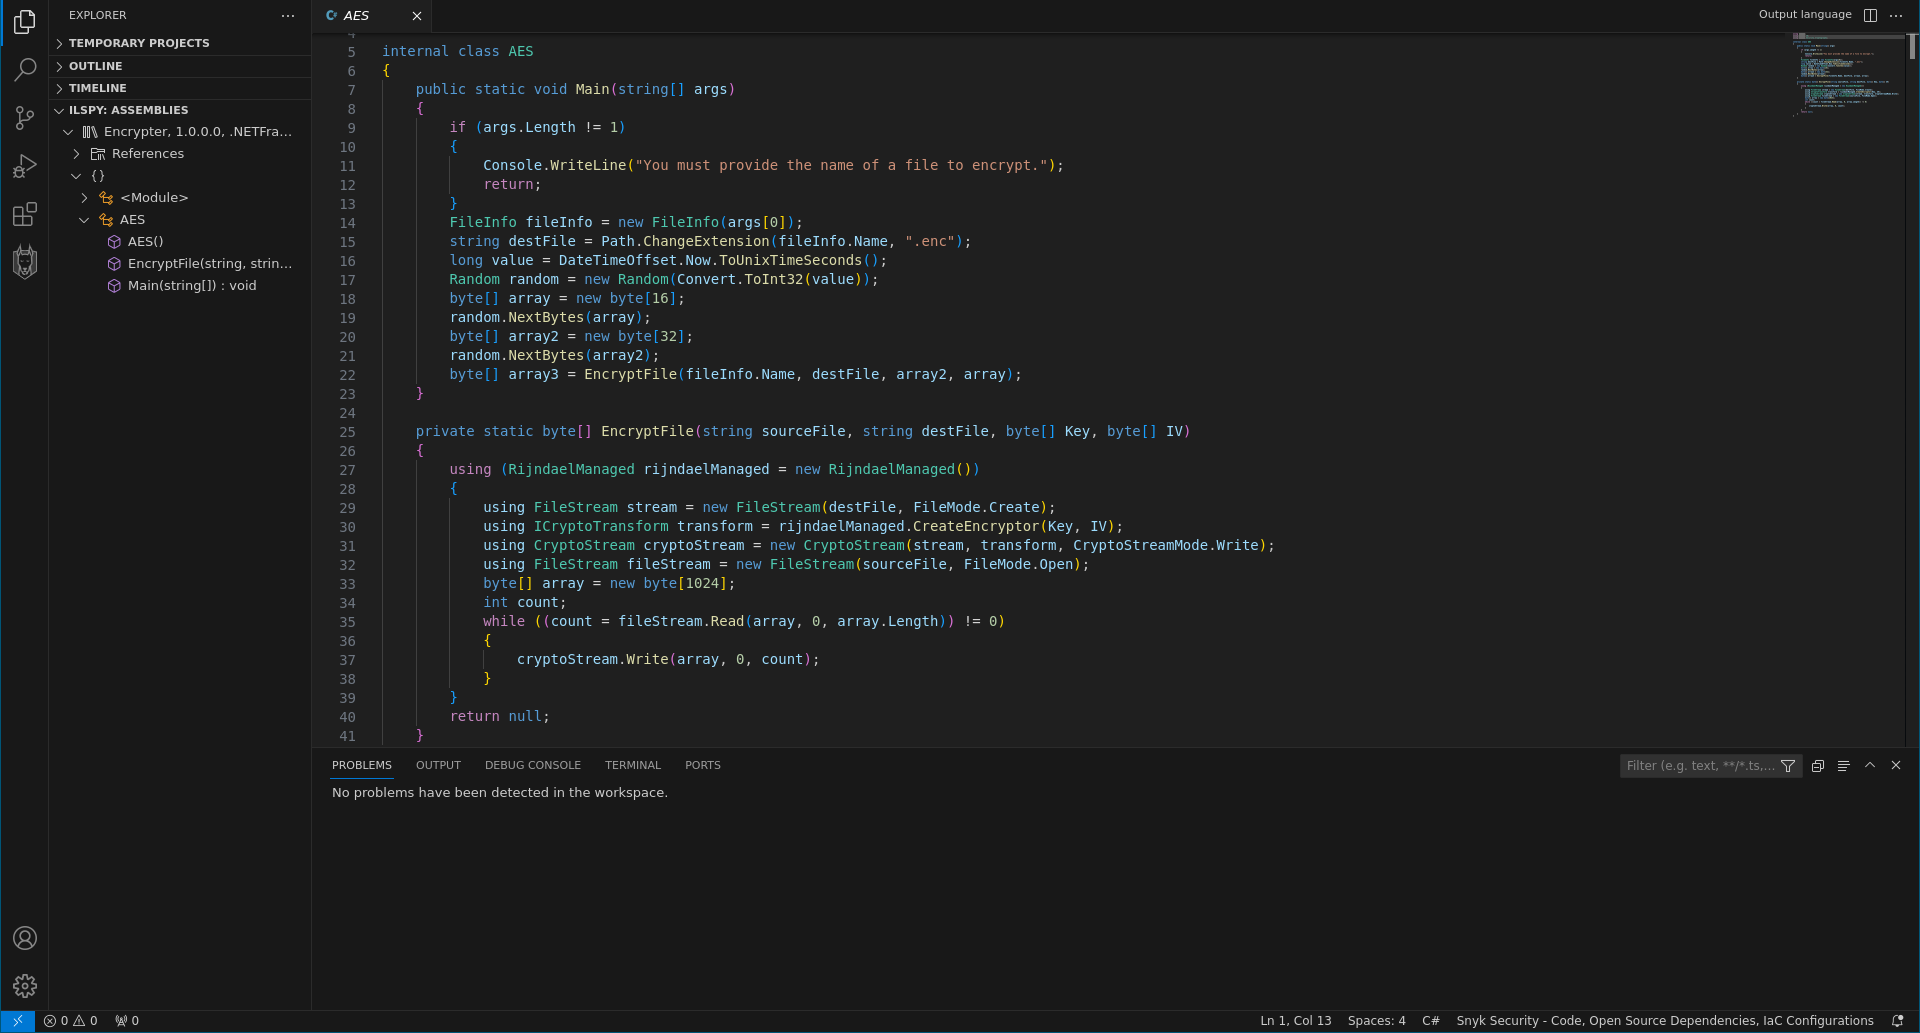 EXPLORER
TEMPORARY PROJECTS
OUTLINE
TIMELINE
ILSPY: ASSEMBLIES
Encrypter, 1.0.0.0, .NETFra...
References
{}
<Module>
AES
AES()
EncryptFile(string, strin...
Main(string[]) : void
C# AES
Output language
4
5 internal class AES
6 {
7 public static void Main(string[] args)
8 {
9 if (args.Length != 1)
10 {
11 Console.WriteLine("You must provide the name of a file to encrypt.");
12 return;
13 }
14 FileInfo fileInfo = new FileInfo(args[0]);
15 string destFile = Path.ChangeExtension(fileInfo.Name, ".enc");
16 long value = DateTimeOffset.Now.ToUnixTimeSeconds();
17 Random random = new Random(Convert.ToInt32(value));
18 byte[] array = new byte[16];
19 random.NextBytes(array);
20 byte[] array2 = new byte[32];
21 random.NextBytes(array2);
22 byte[] array3 = EncryptFile(fileInfo.Name, destFile, array2, array);
23 }
24
25 private static byte[] EncryptFile(string sourceFile, string destFile, byte[] Key, byte[] IV)
26 {
27 using (RijndaelManaged rijndaelManaged = new RijndaelManaged())
28 {
29 using FileStream stream = new FileStream(destFile, FileMode.Create);
30 using ICryptoTransform transform = rijndaelManaged.CreateEncryptor(Key, IV);
31 using CryptoStream cryptoStream = new CryptoStream(stream, transform, CryptoStreamMode.Write);
32 using FileStream fileStream = new FileStream(sourceFile, FileMode.Open);
33 byte[] array = new byte[1024];
34 int count;
35 while ((count = fileStream.Read(array, 0, array.Length)) != 0)
36 {
37 cryptoStream.Write(array, 0, count);
38 }
39 }
40 return null;
41 }
PROBLEMS OUTPUT DEBUG CONSOLE TERMINAL PORTS
Filter (e.g. text, **/*.ts,...
No problems have been detected in the workspace.
0 0 0
Ln 1, Col 13 Spaces: 4 C# Snyk Security - Code, Open Source Dependencies, IaC Configurations